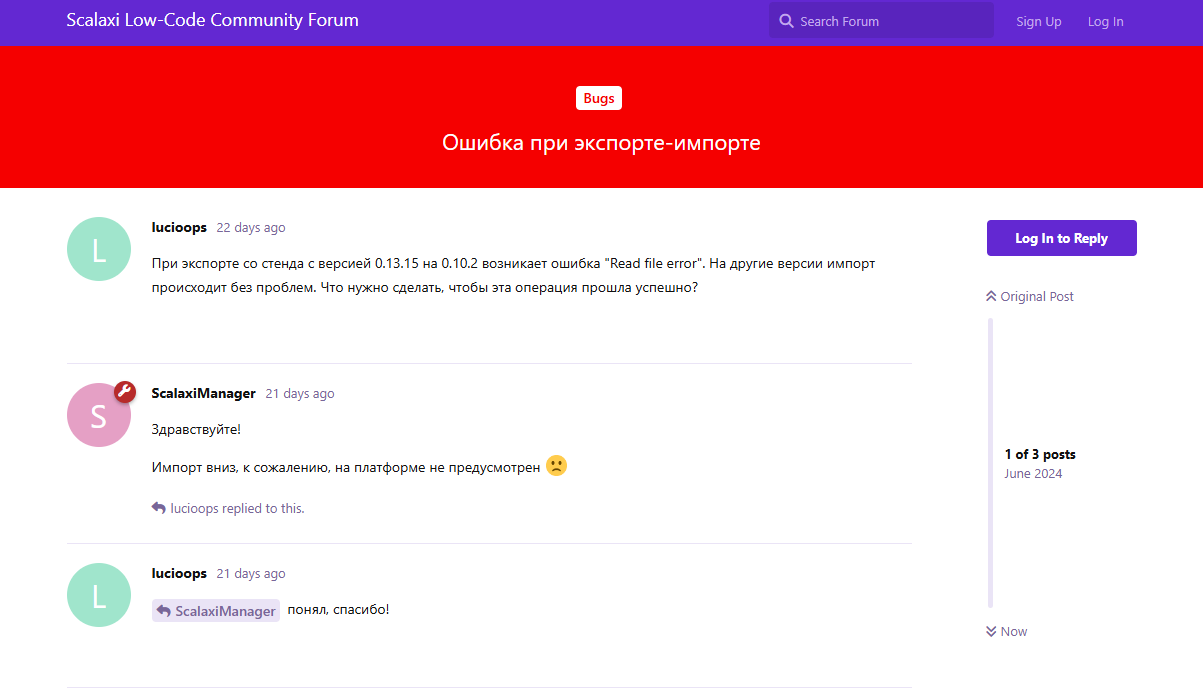 Scalaxi Low-Code Community Forum
Search Forum
Sign Up
Log In
Bugs
Ошибка при экспорте-импорте
L
lucioops 22 days ago
При экспорте со стенда с версией 0.13.15 на 0.10.2 возникает ошибка "Read file error". На другие версии импорт
происходит без проблем. Что нужно сделать, чтобы эта операция прошла успешно?
S
ScalaxiManager 21 days ago
Здравствуйте!
Импорт вниз, к сожалению, на платформе не предусмотрен
lucioops replied to this.
L
lucioops 21 days ago
ScalaxiManager понял, спасибо!
Log In to Reply
Original Post
1 of 3 posts
June 2024
Now